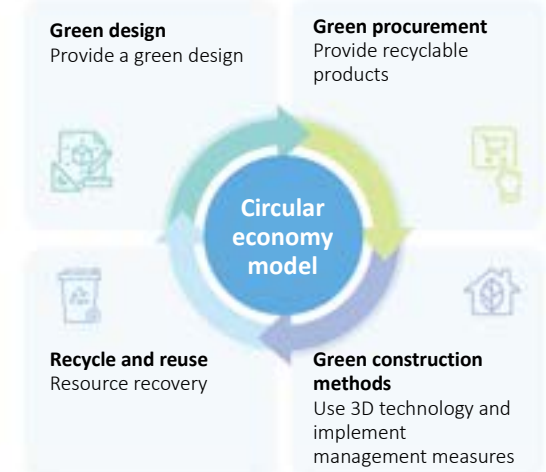 Green design
Provide a green design
Green procurement
Provide recyclable
products
Circular
economy
model
Recycle and reuse
Resource recovery
Green construction
methods
Use 3D technology and
implement
management measures